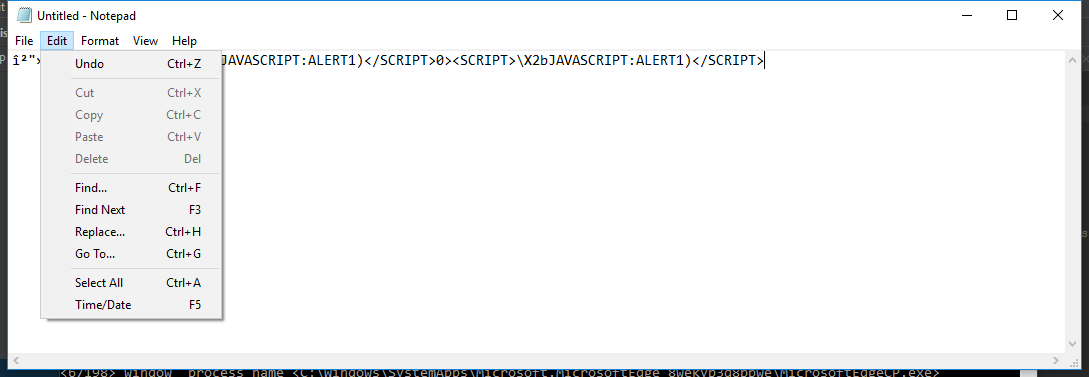 Untitled - Notepad
File Edit Format View Help
î²"> JAVASCRIPT:ALERT1)</SCRIPT>0><SCRIPT>\X2bJAVASCRIPT:ALERT1)</SCRIPT>
Undo Ctrl+Z
Cut Ctrl+X
Copy Ctrl+C
Paste Ctrl+V
Delete Del
Find... Ctrl+F
Find Next F3
Replace... Ctrl+H
Go To... Ctrl+G
Select All Ctrl+A
Time/Date F5
<6/198> window process name <C:\Windows\SystemApps\Microsoft.MicrosoftEdge_8wekyb3d8bbwe\MicrosoftEdgeCP.exe>